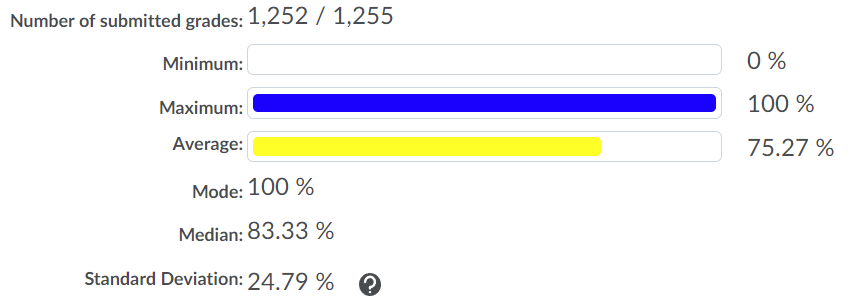 Number of submitted grades: 1,252 / 1,255
Minimum: 0 %
Maximum: 100 %
Average: 75.27 %
Mode: 100 %
Median: 83.33 %
Standard Deviation: 24.79 % ?